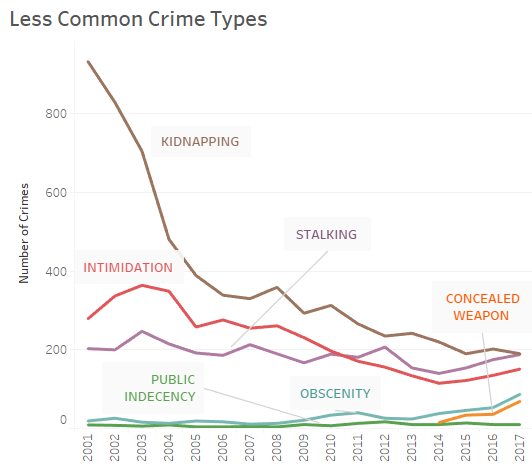 Less Common Crime Types
Number of Crimes
800
600
400
200
0
KIDNAPPING
STALKING
INTIMIDATION
CONCEALED
WEAPON
PUBLIC
INDECENCY
OBSCENITY
2001
2002
2003
2004
2005
2006
2007
2008
2009
2010
2011
2012
2013
2014
2015
2016
2017